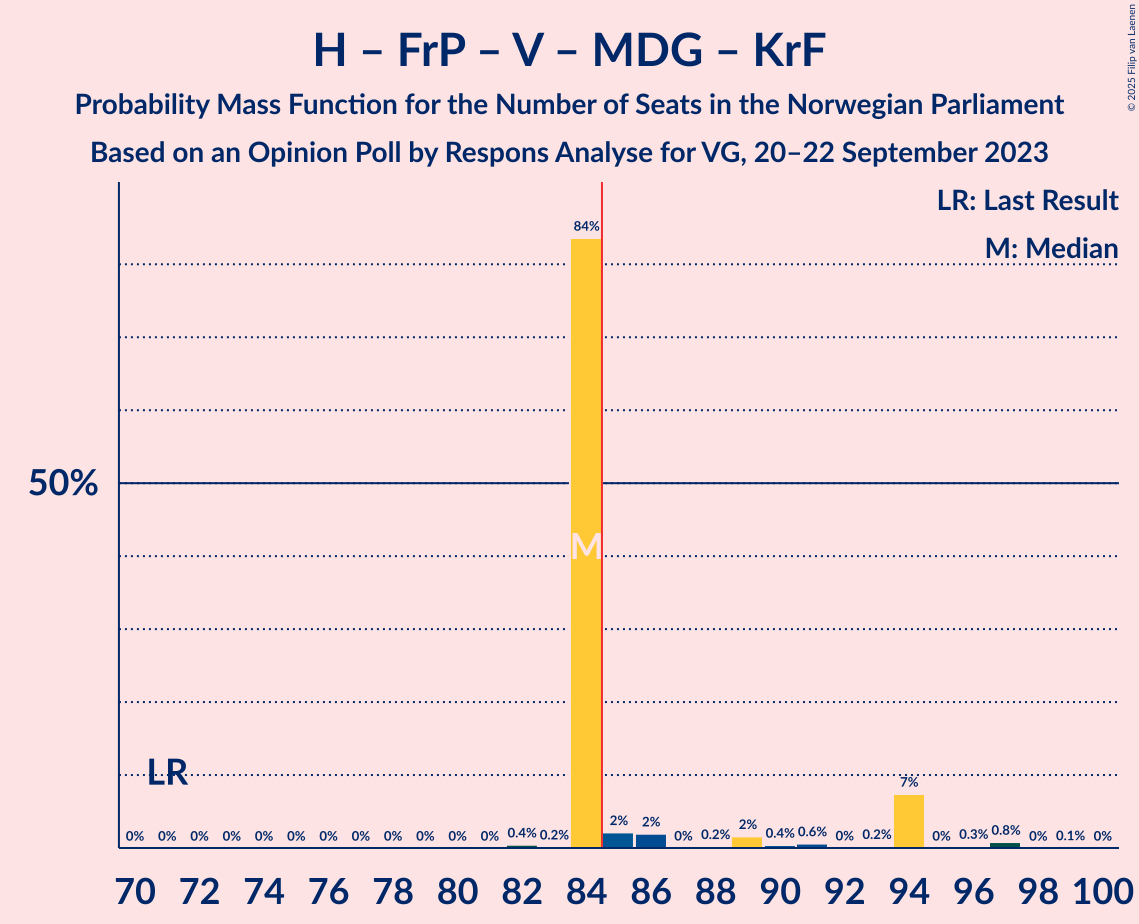 H – FrP – V – MDG – KrF
Probability Mass Function for the Number of Seats in the Norwegian Parliament
Based on an Opinion Poll by Respons Analyse for VG, 20–22 September 2023
© 2025 Filip van Laenen
LR: Last Result
M: Median
84%
50%
M
LR
0% 0% 0% 0% 0% 0% 0% 0% 0% 0% 0% 0% 0.4% 0.2% 2% 2% 0% 0.2% 2% 0.4% 0.6% 0% 0.2% 7% 0% 0.3% 0.8% 0% 0.1% 0%
70 72 74 76 78 80 82 84 86 88 90 92 94 96 98 100